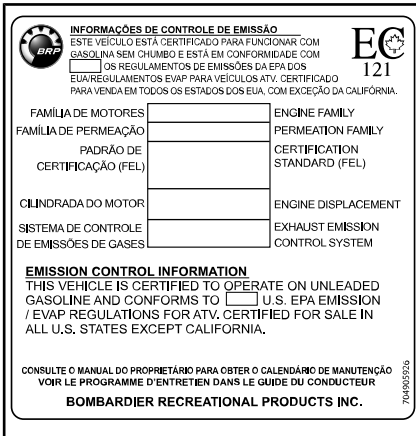 INFORMAÇÕES DE CONTROLE DE EMISSÃO
ESTE VEÍCULO ESTÁ CERTIFICADO PARA FUNCIONAR COM
GASOLINA SEM CHUMBO E ESTÁ EM CONFORMIDADE COM
OS REGULAMENTOS DE EMISSÕES DA EPA DOS
EUA/REGULAMENTOS EVAP PARA VEÍCULOS ATV. CERTIFICADO
PARA VENDA EM TODOS OS ESTADOS DOS EUA, COM EXCEÇÃO DA CALIFÓRNIA.
BRP
EC
121
FAMÍLIA DE MOTORES ENGINE FAMILY
FAMÍLIA DE PERMEAÇÃO PERMEATION FAMILY
PADRÃO DE CERTIFICATION
CERTIFICAÇÃO (FEL) STANDARD (FEL)
CILINDRADA DO MOTOR ENGINE DISPLACEMENT
SISTEMA DE CONTROLE EXHAUST EMISSION
DE EMISSÕES DE GASES CONTROL SYSTEM
EMISSION CONTROL INFORMATION
THIS VEHICLE IS CERTIFIED TO OPERATE ON UNLEADED
GASOLINE AND CONFORMS TO U.S. EPA EMISSION
/ EVAP REGULATIONS FOR ATV. CERTIFIED FOR SALE IN
ALL U.S. STATES EXCEPT CALIFORNIA.
CONSULTE O MANUAL DO PROPRIETÁRIO PARA OBTER O CALENDÁRIO DE MANUTENÇÃO
VOIR LE PROGRAMME D'ENTRETIEN DANS LE GUIDE DU CONDUCTEUR
BOMBARDIER RECREATIONAL PRODUCTS INC.
704905926